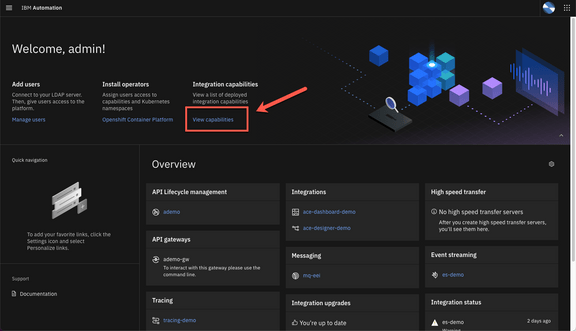 IBM Automation
Welcome, admin!
Add users
Connect to your LDAP server.
Then, give users access to the
platform.
Manage users
Install operators
Assign users access to
capabilities and Kubernetes
namespaces
Openshift Container Platform
Integration capabilities
View a list of deployed
integration capabilities
View capabilities
Quick navigation
To add your favorite links, click the
Settings icon and select
Personalize links.
Support
Documentation
Overview
API Lifecycle management
ademo
API gateways
ademo-gw
To interact with this gateway please use the
command line.
Tracing
tracing-demo
Integrations
ace-dashboard-demo
ace-designer-demo
Messaging
mq-eei
Integration upgrades
You're up to date
High speed transfer
No high speed transfer servers
After you create high speed transfer servers,
you'll see them here.
Event streaming
es-demo
Integration status
es-demo
2 days ago
Warning